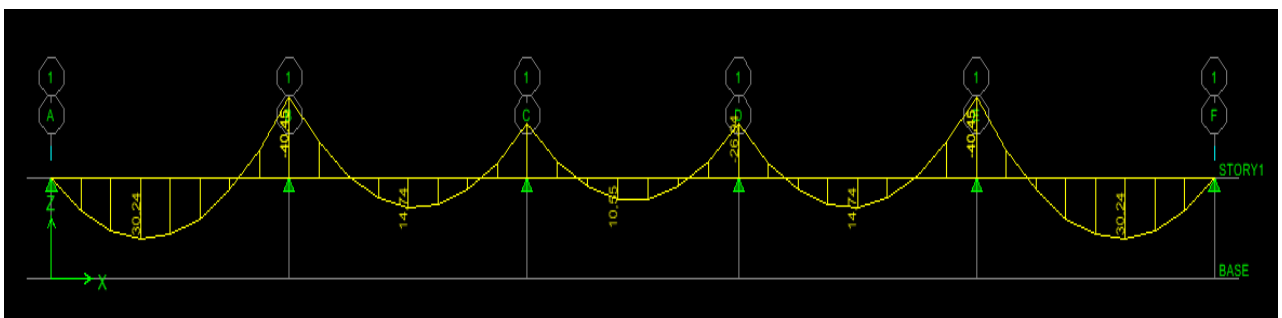 1 1 1 1 1 1
A C D F
-40.45 -26.84 -40.45
STORY1
30.24 14.74 10.55 14.74 30.24
Z
X
BASE